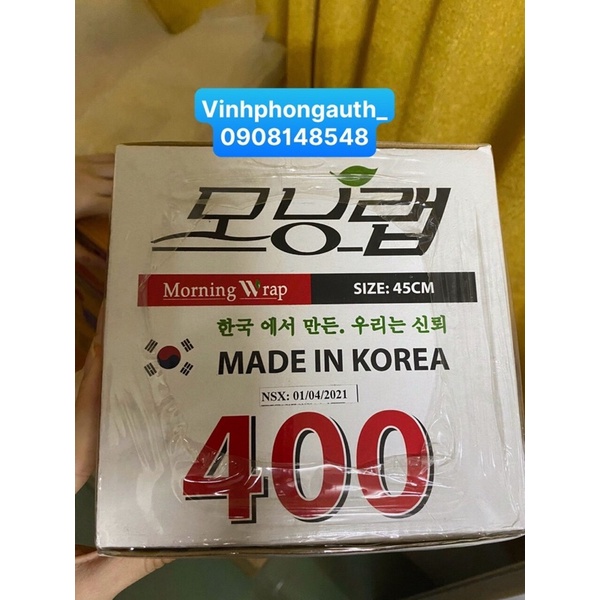 Vinhphongauth_
0908148548
모닝랩
Morning Wrap SIZE: 45CM
한국 에서 만든. 우리는 신뢰
MADE IN KOREA
NSX: 01/04/2021
400